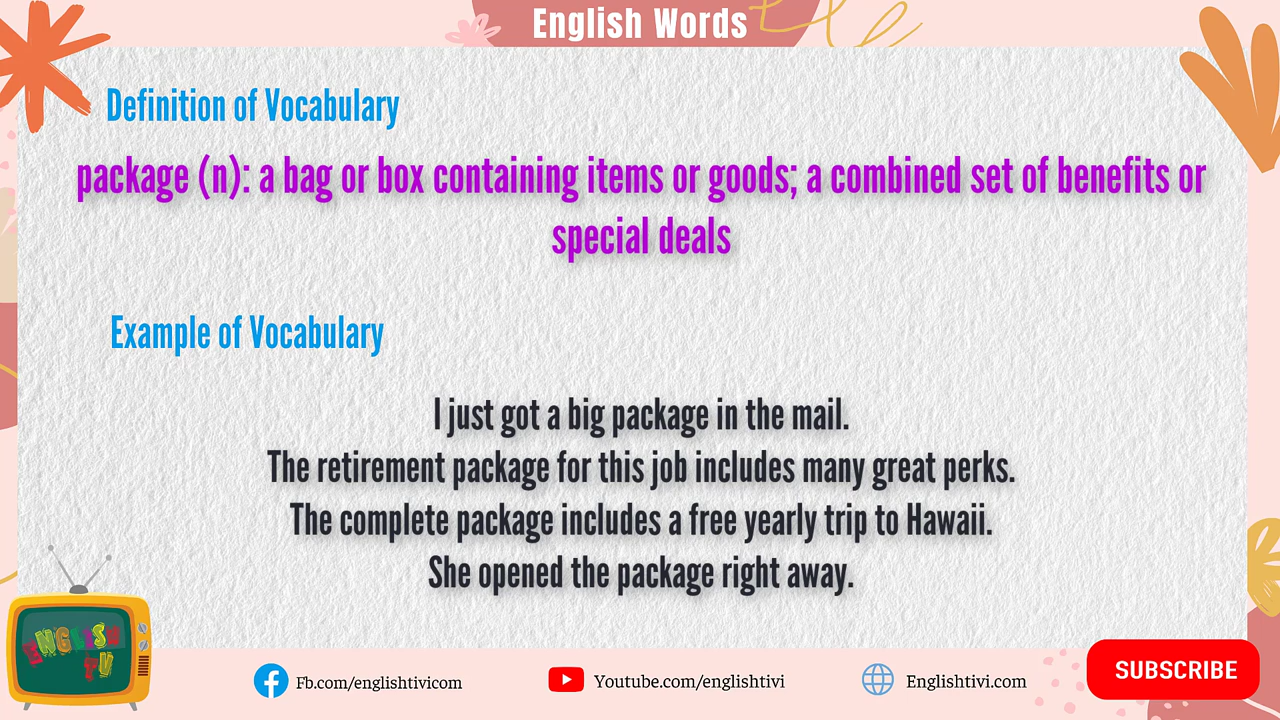 English Words
Definition of Vocabulary
package (n): a bag or box containing items or goods; a combined set of benefits or
special deals
Example of Vocabulary
I just got a big package in the mail.
The retirement package for this job includes many great perks.
The complete package includes a free yearly trip to Hawaii.
She opened the package right away.
ENGLISH
TV
Fb.com/englishtivicom
Youtube.com/englishtivi
Englishtivi.com
SUBSCRIBE